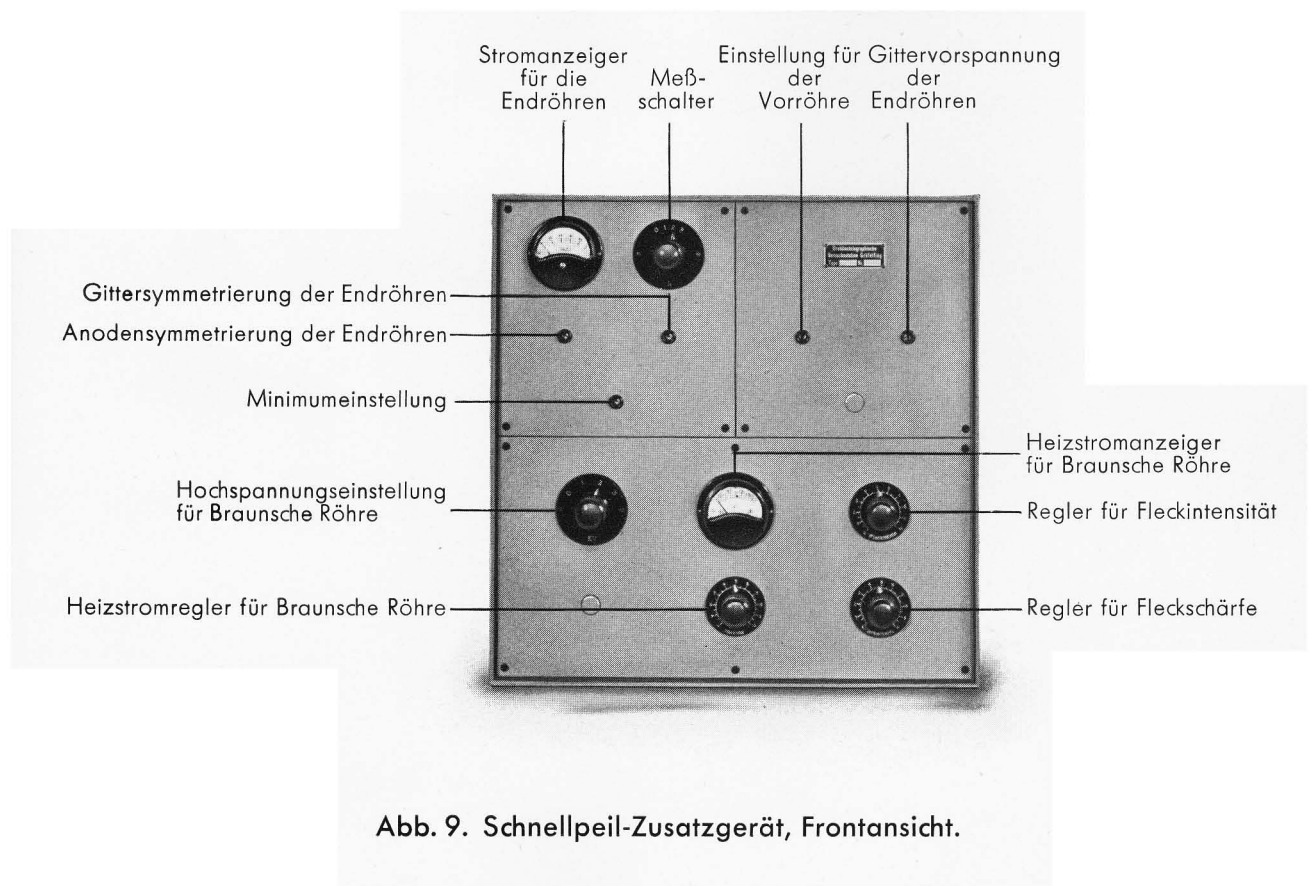 Stromanzeiger
für die
Endröhren
Meß-
schalter
Einstellung für Gittervorspannung
der der
Vorröhre Endröhren
Gittersymmetrierung der Endröhren
Anodensymmetrierung der Endröhren
Minimumeinstellung
Hochspannungseinstellung
für Braunsche Röhre
Heizstromregler für Braunsche Röhre
Heizstromanzeiger
für Braunsche Röhre
Regler für Fleckintensität
Regler für Fleckschärfe
Abb. 9. Schnellpeil-Zusatzgerät, Frontansicht.